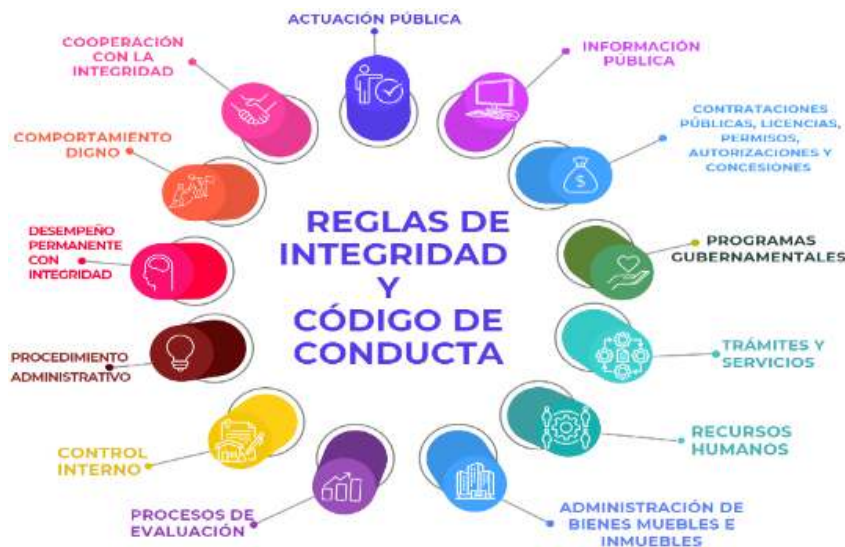 ACTUACIÓN PÚBLICA
INFORMACIÓN
PÚBLICA
CONTRATACIONES
PÚBLICAS, LICENCIAS,
PERMISOS,
AUTORIZACIONES Y
CONCESIONES
PROGRAMAS
GUBERNAMENTALES
TRÁMITES Y
SERVICIOS
RECURSOS
HUMANOS
ADMINISTRACIÓN DE
BIENES MUEBLES E
INMUEBLES
PROCESOS DE
EVALUACIÓN
CONTROL
INTERNO
PROCEDIMIENTO
ADMINISTRATIVO
DESEMPEÑO
PERMANENTE
CON
INTEGRIDAD
COMPORTAMIENTO
DIGNO
COOPERACIÓN
CON LA
INTEGRIDAD
REGLAS DE
INTEGRIDAD
Y
CÓDIGO DE
CONDUCTA
$